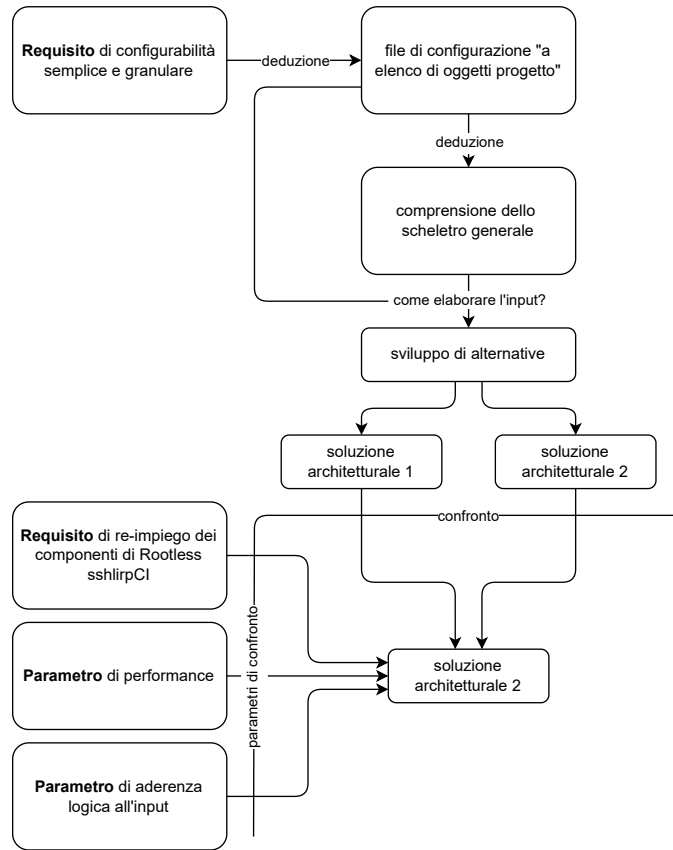 Requisito di configurabilità
semplice e granulare
deduzione
file di configurazione "a
elenco di oggetti progetto"
deduzione
comprensione dello
scheletro generale
come elaborare l'input?
sviluppo di alternative
soluzione
architetturale 1
soluzione
architetturale 2
confronto
Requisito di re-impiego dei
componenti di Rootless
sshlirpCI
parametri di confronto
Parametro di performance
soluzione
architetturale 2
Parametro di aderenza
logica all'input